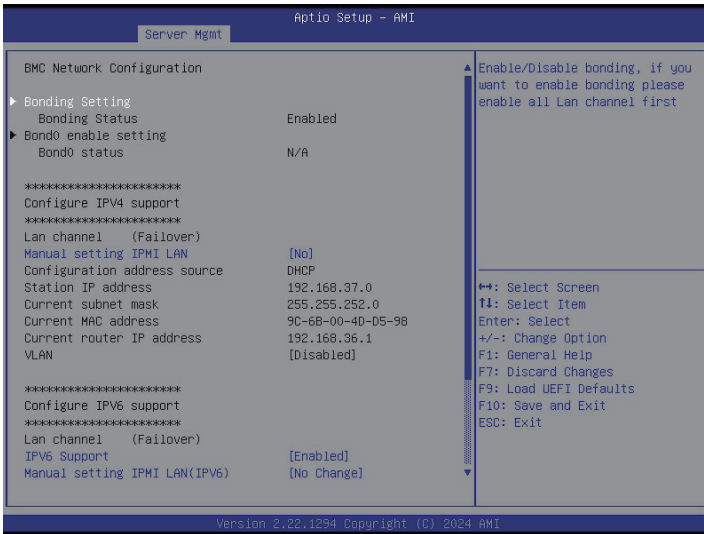 Aptio Setup - AMI
Server Mgmt
BMC Network Configuration
Bonding Setting
Bonding Status Enabled
Bond0 enable setting
Bond0 status N/A
***********************
Configure IPV4 support
***********************
Lan channel (Failover)
Manual setting IPMI LAN [No]
Configuration address source DHCP
Station IP address 192.168.37.0
Current subnet mask 255.255.252.0
Current MAC address 9C-6B-00-4D-D5-98
Current router IP address 192.168.36.1
VLAN [Disabled]
***********************
Configure IPV6 support
***********************
Lan channel (Failover)
IPV6 Support [Enabled]
Manual setting IPMI LAN(IPV6) [No Change]
Enable/Disable bonding, if you
want to enable bonding please
enable all Lan channel first
↔: Select Screen
↑↓: Select Item
Enter: Select
+/-: Change Option
F1: General Help
F7: Discard Changes
F9: Load UEFI Defaults
F10: Save and Exit
ESC: Exit
Version 2.22.1294 Copyright (C) 2024 AMI